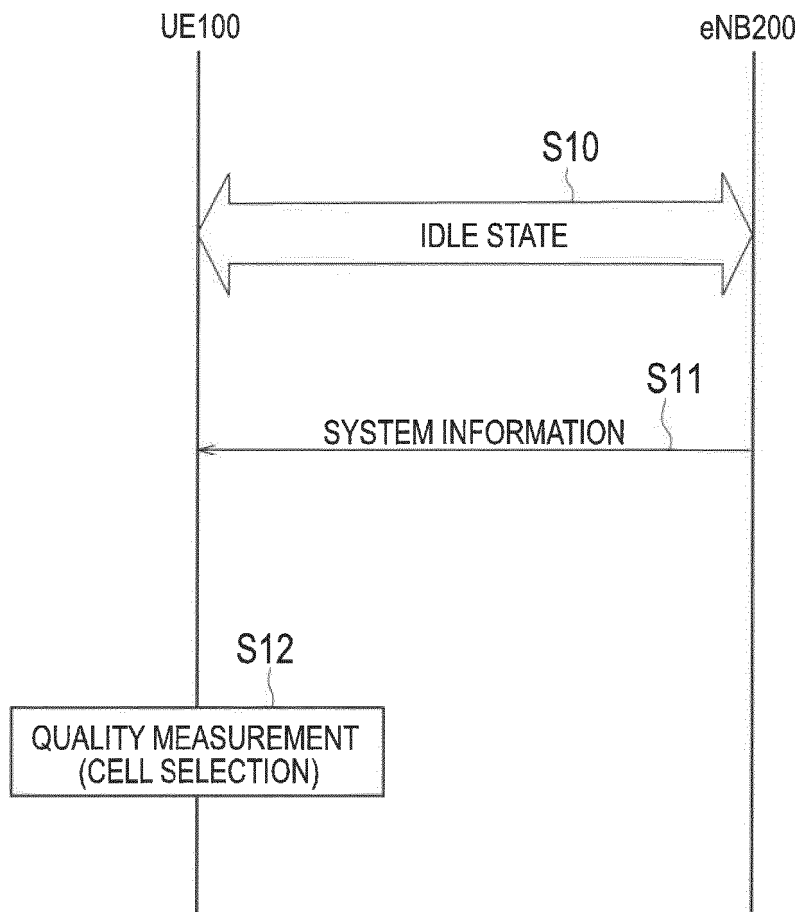 UE100
eNB200
S10
IDLE STATE
S11
SYSTEM INFORMATION
S12
QUALITY MEASUREMENT
(CELL SELECTION)